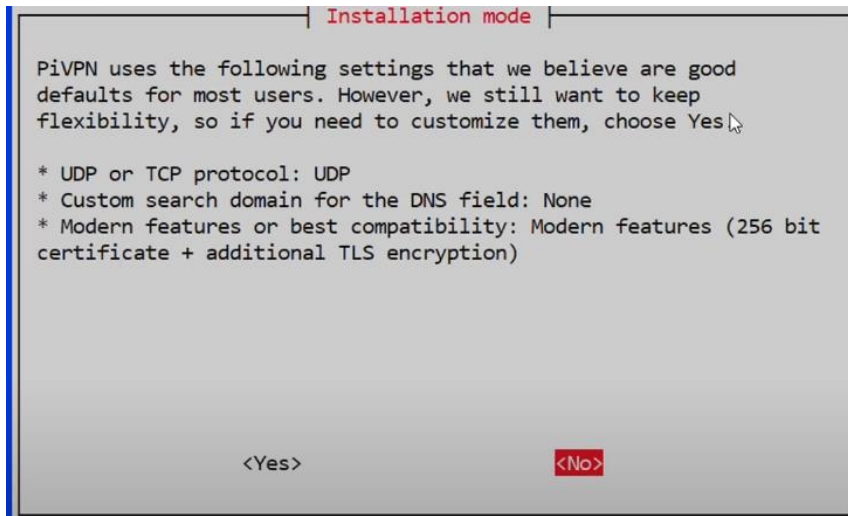 Installation mode
PiVPN uses the following settings that we believe are good
defaults for most users. However, we still want to keep
flexibility, so if you need to customize them, choose Yes.
* UDP or TCP protocol: UDP
* Custom search domain for the DNS field: None
* Modern features or best compatibility: Modern features (256 bit
certificate + additional TLS encryption)
<Yes> <No>